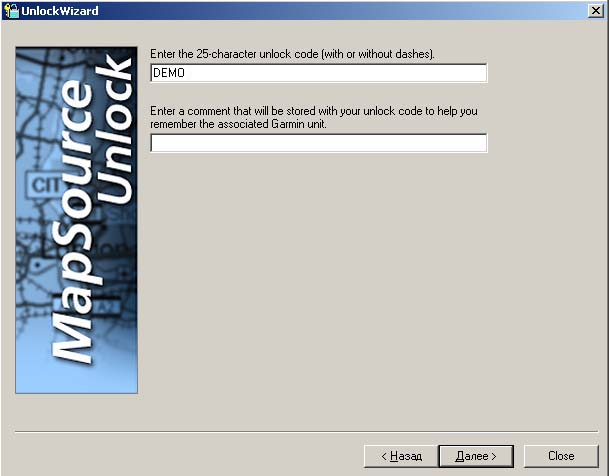 UnlockWizard
Enter the 25-character unlock code (with or without dashes).
DEMO
Enter a comment that will be stored with your unlock code to help you
remember the associated Garmin unit.
MapSource
Unlock
CIT
< Назад
Далее >
Close